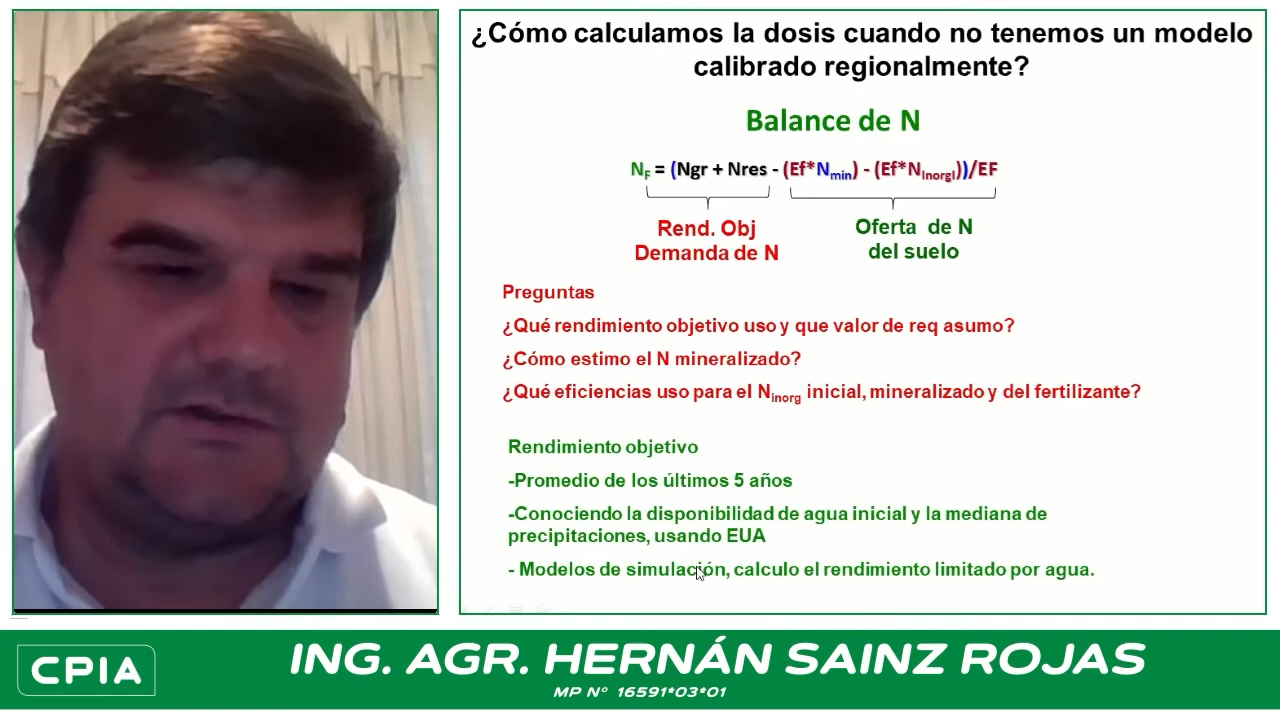 ¿Cómo calculamos la dosis cuando no tenemos un modelo
calibrado regionalmente?
Balance de N
NF = (Ngr + Nres - (Ef*Nmin) - (Ef*NInorgI))/EF
Rend. Obj
Demanda de N
Oferta de N
del suelo
Preguntas
¿Qué rendimiento objetivo uso y que valor de req asumo?
¿Cómo estimo el N mineralizado?
¿Qué eficiencias uso para el Ninorg inicial, mineralizado y del fertilizante?
Rendimiento objetivo
-Promedio de los últimos 5 años
-Conociendo la disponibilidad de agua inicial y la mediana de
precipitaciones, usando EUA
- Modelos de simulación, calculo el rendimiento limitado por agua.
CPIA
ING. AGR. HERNÁN SAINZ ROJAS
MP Nº 16591*03*01